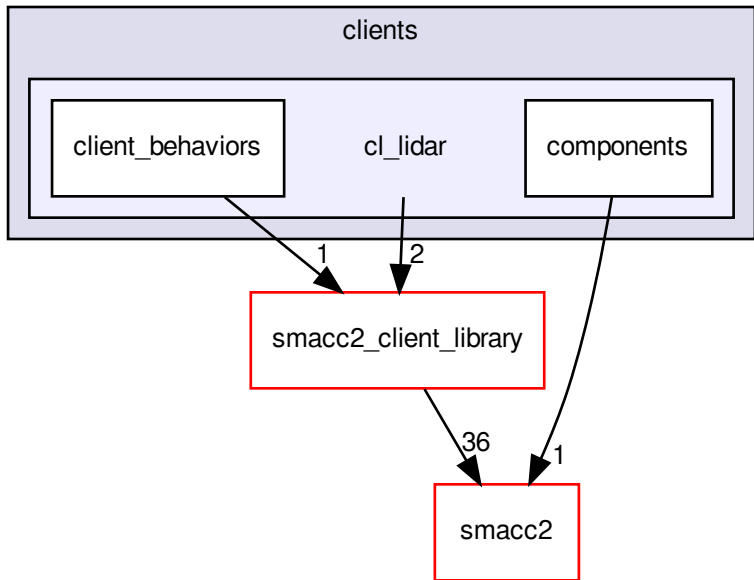 clients
client_behaviors
cl_lidar
components
1
2
smacc2_client_library
36
1
smacc2